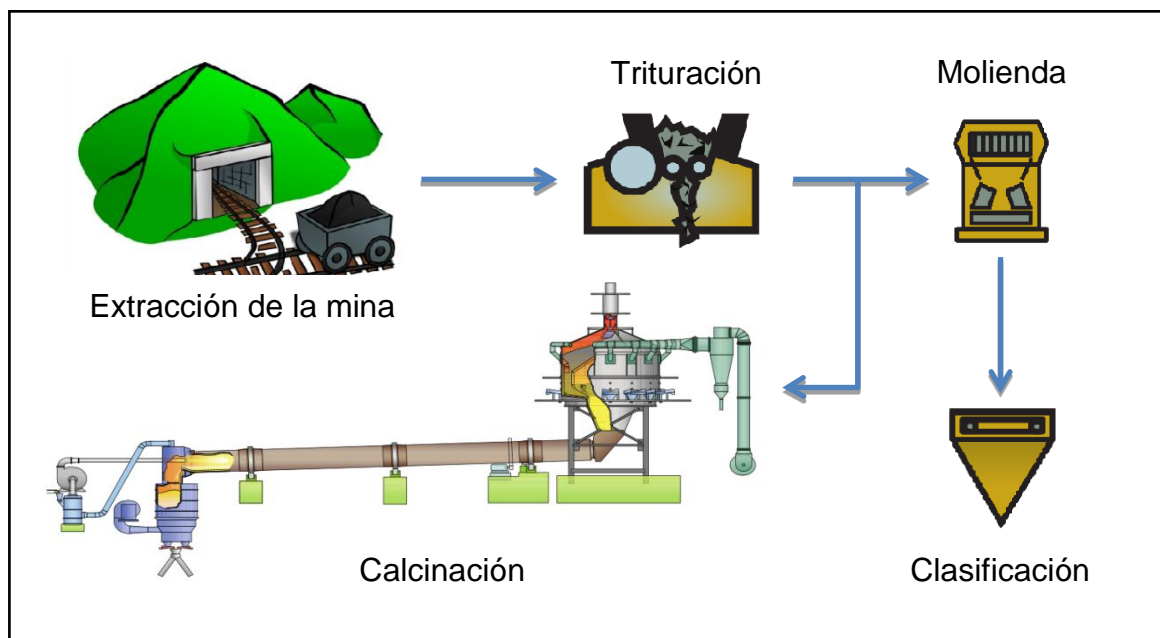 Trituración
Molienda
Extracción de la mina
Calcinación
Clasificación